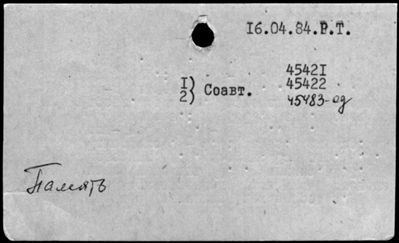 16.04.84.Р.Т.
45421
1) 45422
2) Соавт. 45483-од
Память